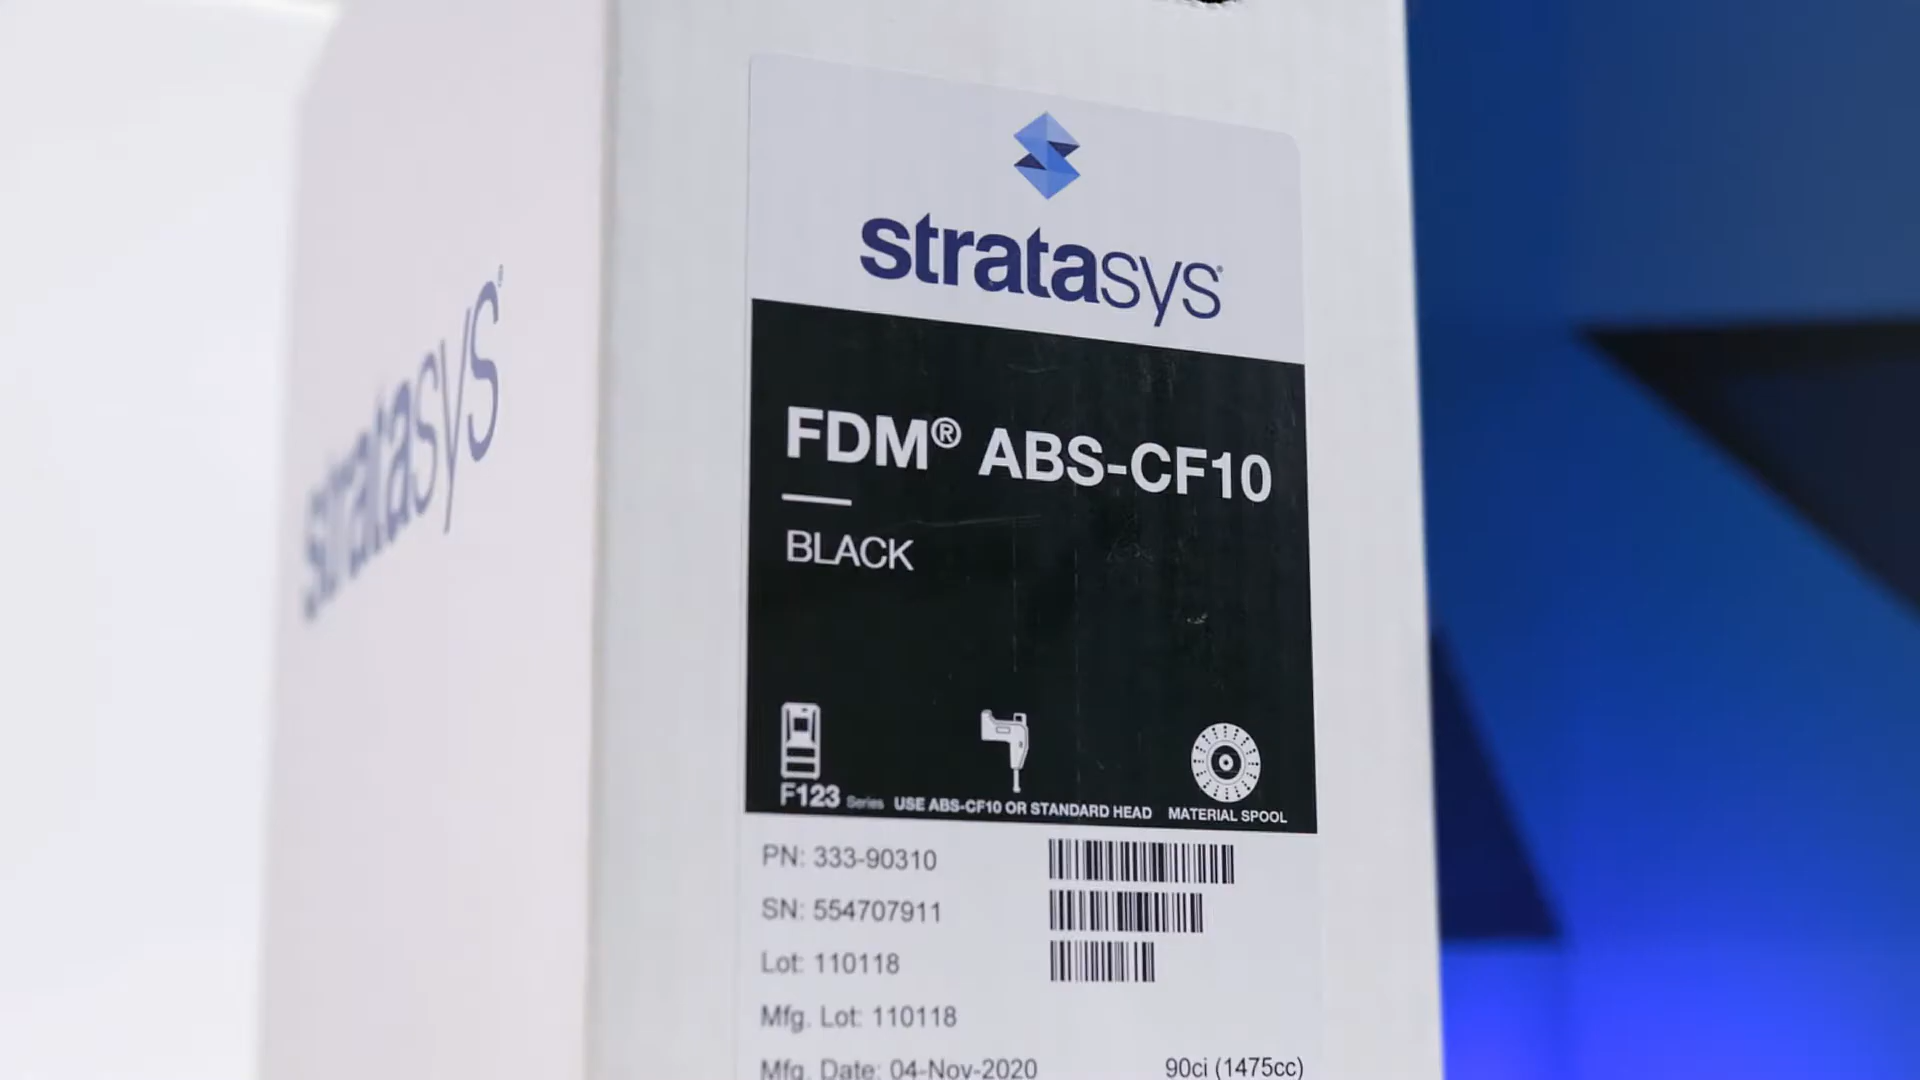 stratasys
stratasys
FDM® ABS-CF10
BLACK
F123 Series USE ABS-CF10 OR STANDARD HEAD MATERIAL SPOOL
PN: 333-90310
SN: 554707911
Lot: 110118
Mfg. Lot: 110118
Mfg. Date: 04-Nov-2020 90ci (1475cc)